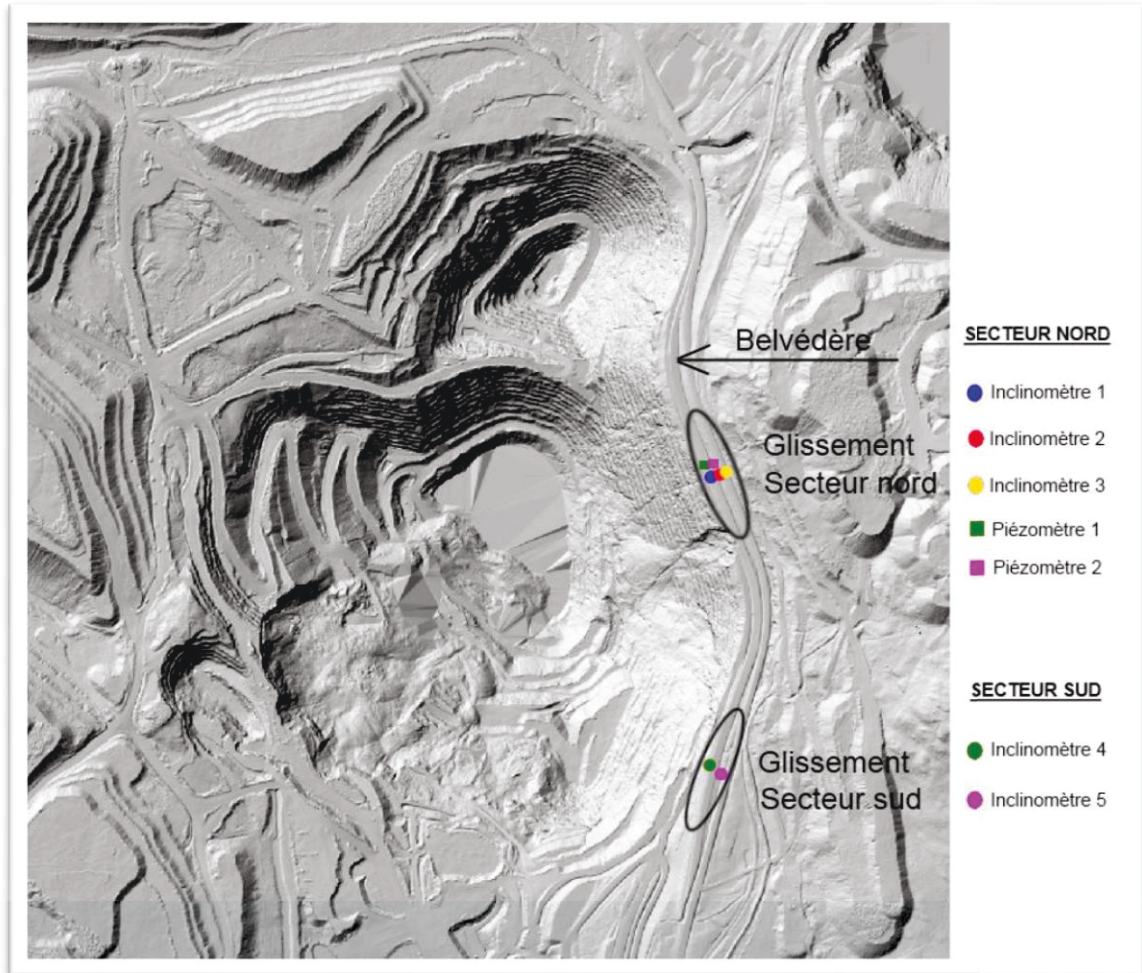 Belvédère
Glissement
Secteur nord
Glissement
Secteur sud
SECTEUR NORD
Inclinomètre 1
Inclinomètre 2
Inclinomètre 3
Piézomètre 1
Piézomètre 2
SECTEUR SUD
Inclinomètre 4
Inclinomètre 5